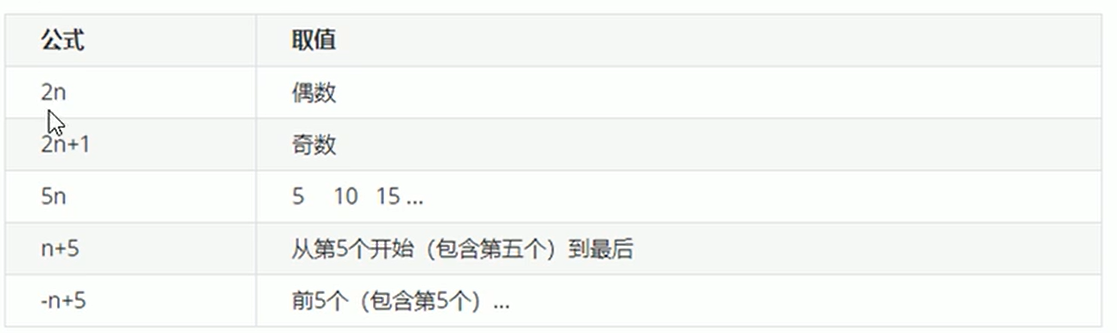 公式 取值
2n 偶数
2n+1 奇数
5n 5 10 15 ...
n+5 从第5个开始（包含第五个）到最后
-n+5 前5个（包含第5个）...